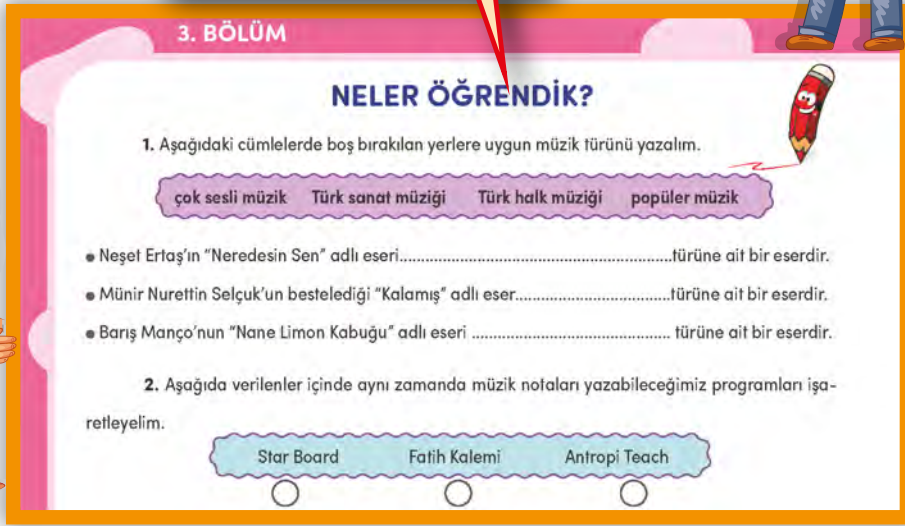 3. BÖLÜM
NELER ÖĞRENDİK?
1. Aşağıdaki cümlelerde boş bırakılan yerlere uygun müzik türünü yazalım.
çok sesli müzik Türk sanat müziği Türk halk müziği popüler müzik
● Neşet Ertaş'ın "Neredesin Sen" adlı eseri....................................................................türüne ait bir eserdir.
● Münir Nurettin Selçuk'un bestelediği "Kalamış" adlı eser.......................................türüne ait bir eserdir.
● Barış Manço'nun "Nane Limon Kabuğu" adlı eseri .................................................. türüne ait bir eserdir.
2. Aşağıda verilenler içinde aynı zamanda müzik notaları yazabileceğimiz programları işa-
retleyelim.
Star Board Fatih Kalemi Antropi Teach